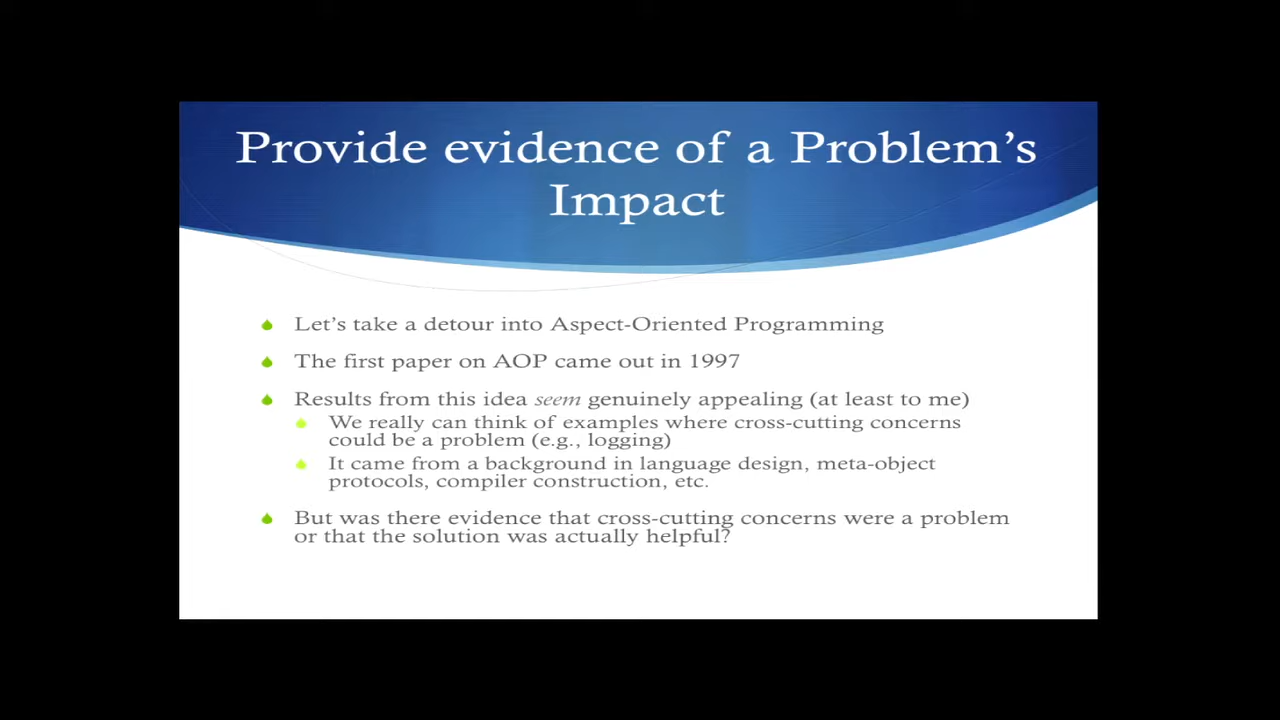 Provide evidence of a Problem’s
Impact
Let’s take a detour into Aspect-Oriented Programming
The first paper on AOP came out in 1997
Results from this idea seem genuinely appealing (at least to me)
We really can think of examples where cross-cutting concerns
could be a problem (e.g., logging)
It came from a background in language design, meta-object
protocols, compiler construction, etc.
But was there evidence that cross-cutting concerns were a problem
or that the solution was actually helpful?